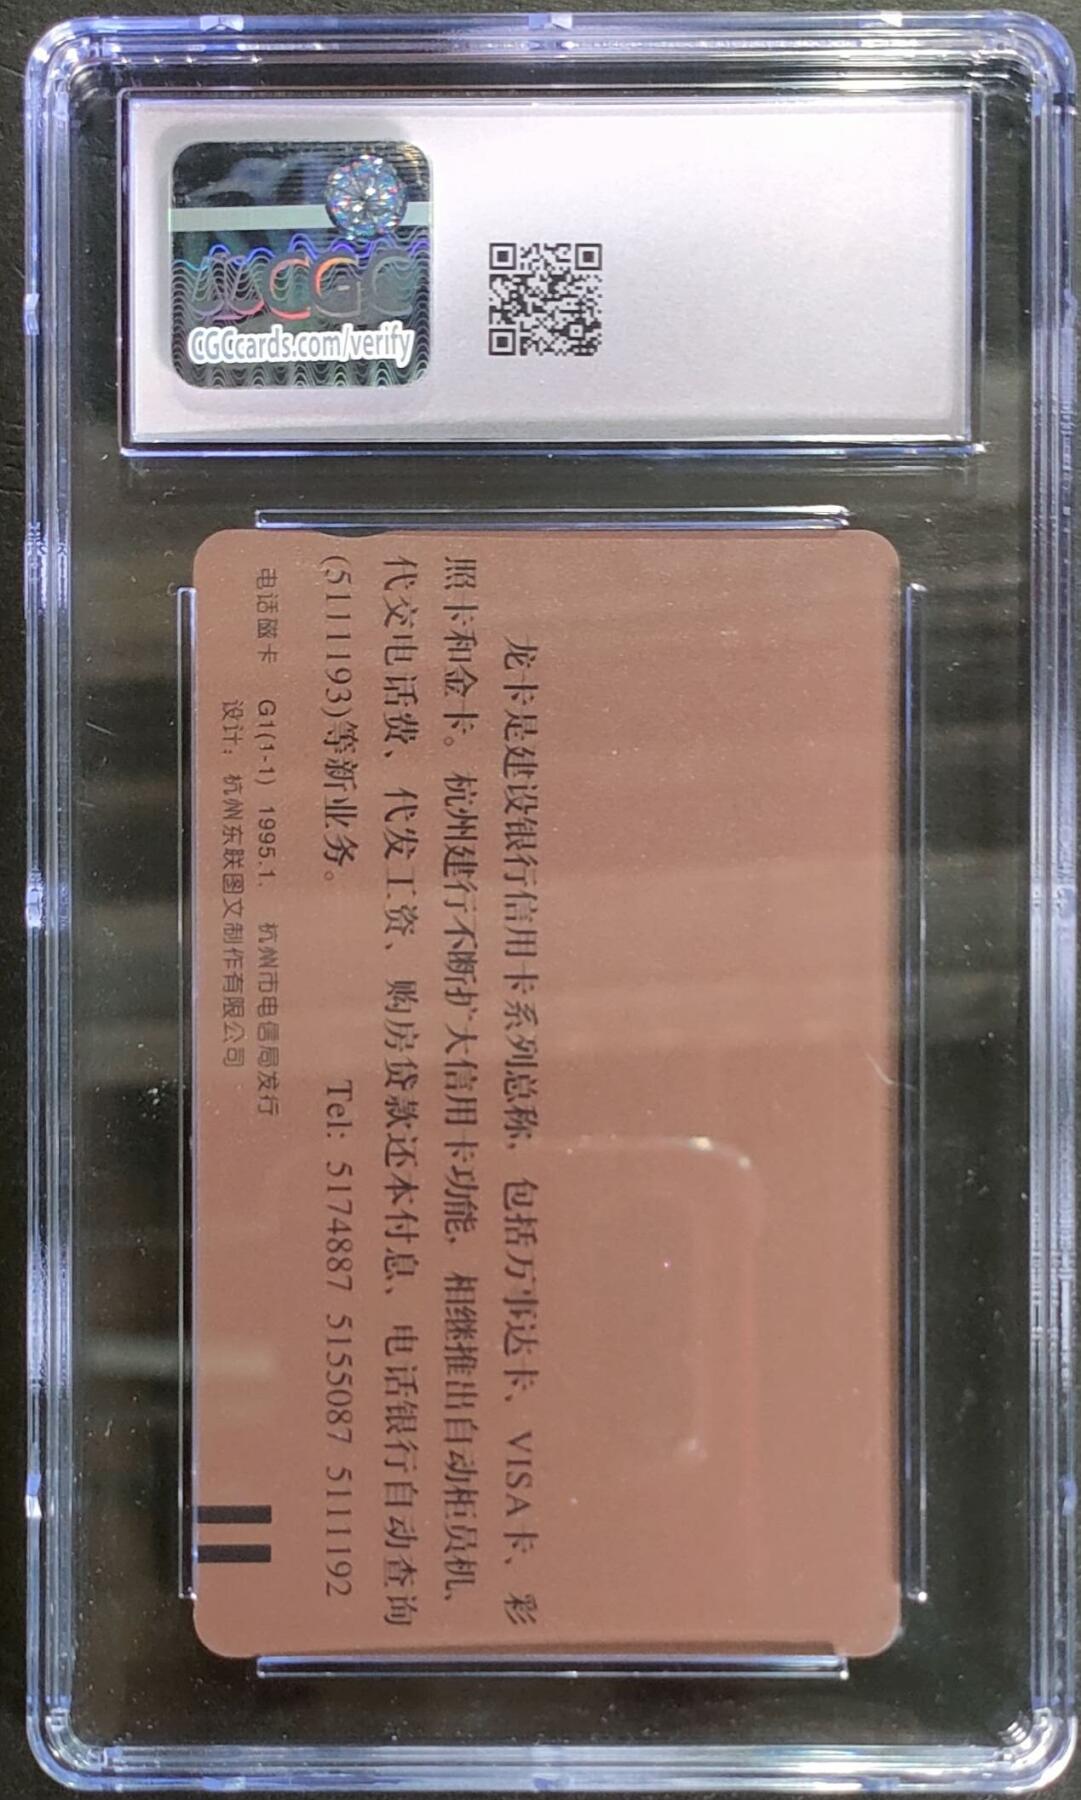 CGC
CGCcards.com/verify
龙卡是建设银行信用卡系列总称，包括万事达卡、VISA卡、彩
照卡和金卡。杭州建行不断扩大信用卡功能，相继推出自动柜员机、
代交电话费、代发工资、购房贷款还本付息、电话银行自动查询
(5111193)等新业务。 Tel: 5174887 5155087 5111192
电话磁卡 G1(1-1) 1995.1. 杭州市电信局发行
设计：杭州东联图文制作有限公司